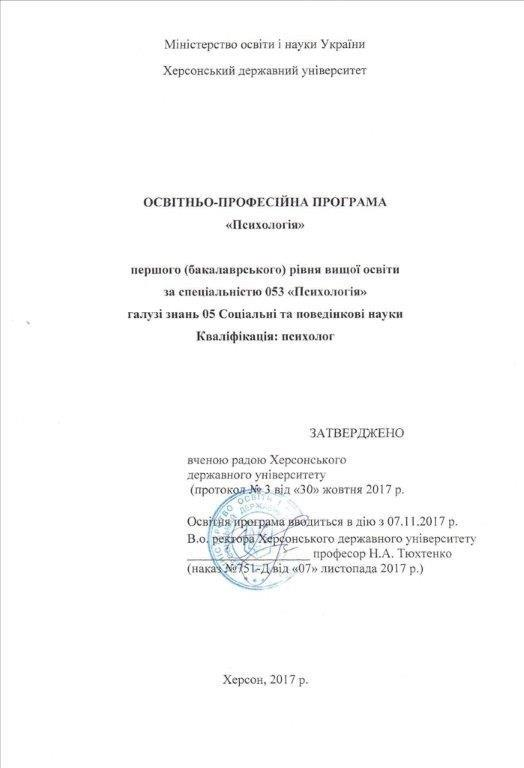 Міністерство освіти і науки України
Херсонський державний університет
ОСВІТНЬО-ПРОФЕСІЙНА ПРОГРАМА
«Психологія»
першого (бакалаврського) рівня вищої освіти
за спеціальністю 053 «Психологія»
галузі знань 05 Соціальні та поведінкові науки
Кваліфікація: психолог
ЗАТВЕРДЖЕНО
вченою радою Херсонського
державного університету
(протокол № 3 від «30» жовтня 2017 р.
Освітня програма вводиться в дію з 07.11.2017 р.
В.о. ректора Херсонського державного університету
професор Н.А. Тюхтенко
(наказ №751-Д від «07» листопада 2017 р.)
Херсон, 2017 р.